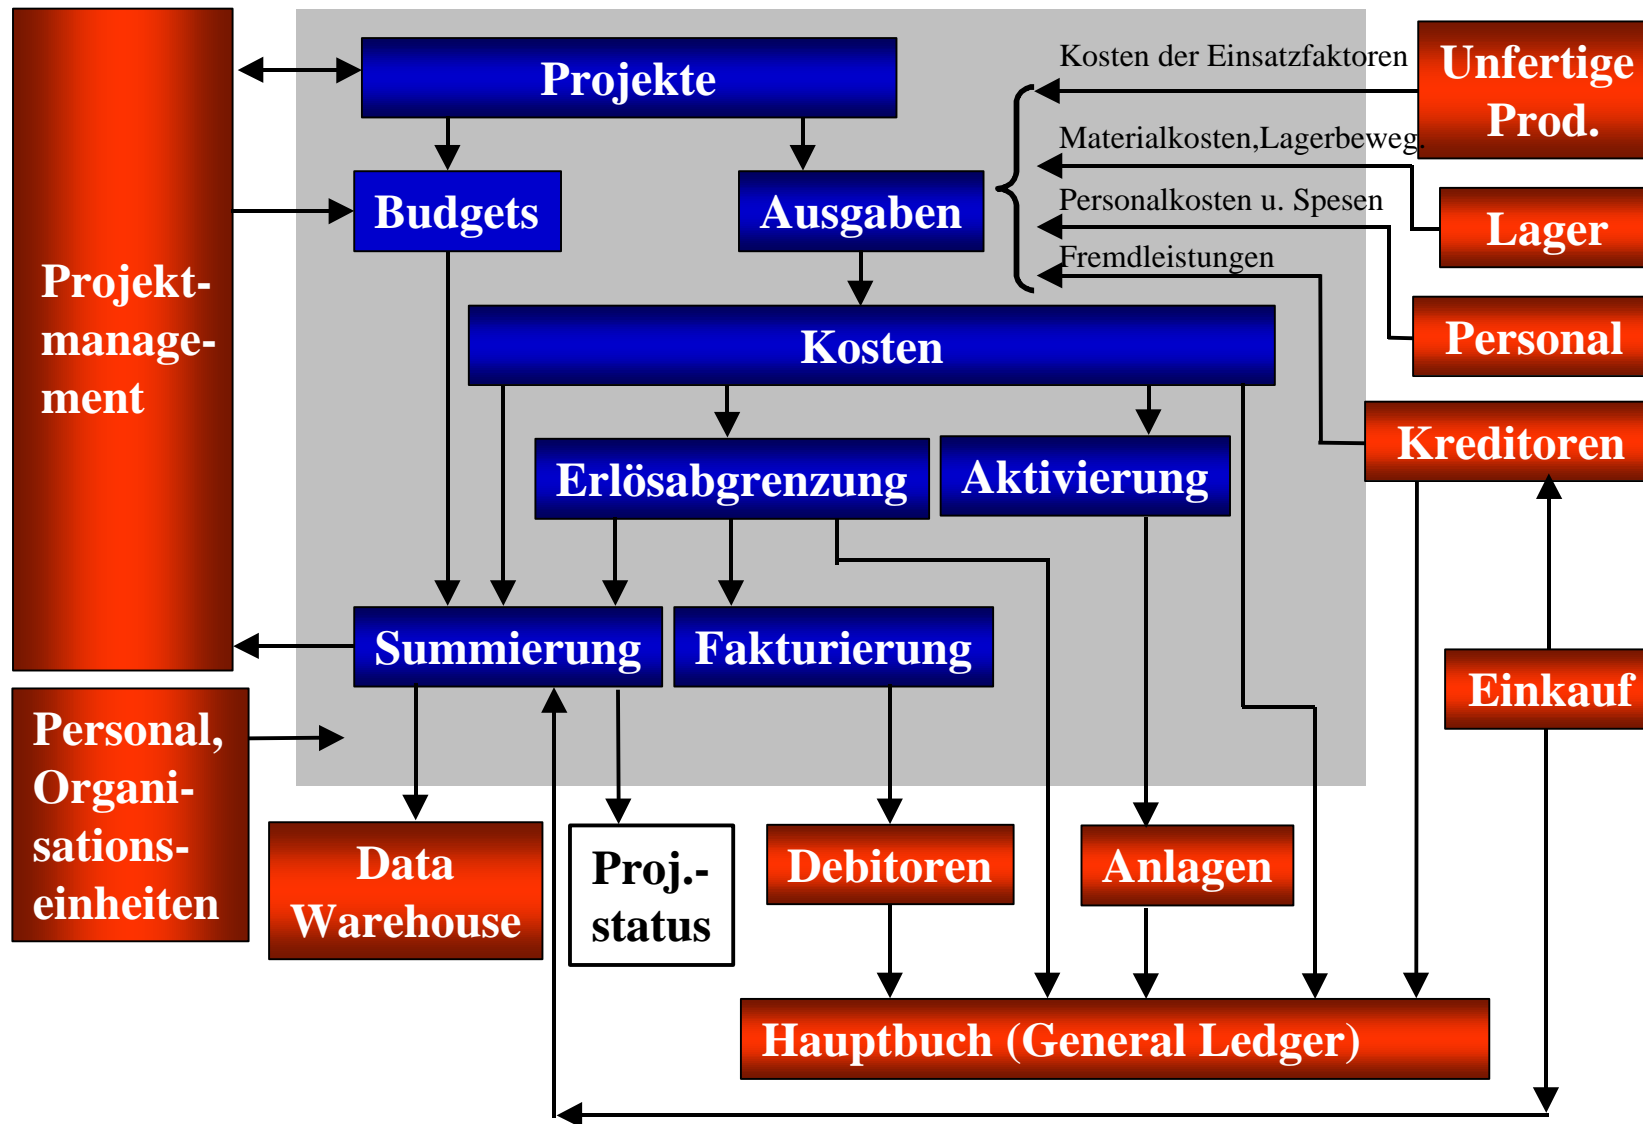 Projekte
Kosten der Einsatzfaktoren
Unfertige
Prod.
Materialkosten,Lagerbeweg.
Budgets
Ausgaben
Personalkosten u. Spesen
Lager
Fremdleistungen
Projekt-
manage-
ment
Kosten
Personal
Kreditoren
Erlösabgrenzung
Aktivierung
Summierung
Fakturierung
Einkauf
Personal,
Organi-
sations-
einheiten
Data
Warehouse
Proj.-
status
Debitoren
Anlagen
Hauptbuch (General Ledger)